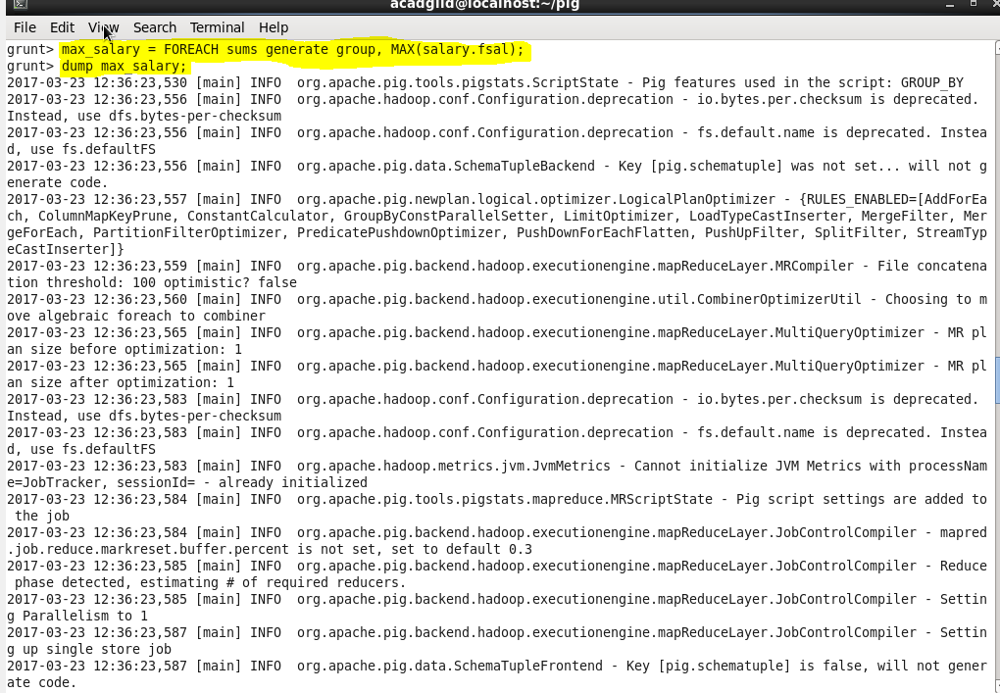 acadgild@localhost:~/pig
File Edit View Search Terminal Help
grunt> max_salary = FOREACH sums generate group, MAX(salary.fsal);
grunt> dump max_salary;
2017-03-23 12:36:23,530 [main] INFO  org.apache.pig.tools.pigstats.ScriptState - Pig features used in the script: GROUP_BY
2017-03-23 12:36:23,556 [main] INFO  org.apache.hadoop.conf.Configuration.deprecation - io.bytes.per.checksum is deprecated.
Instead, use dfs.bytes-per-checksum
2017-03-23 12:36:23,556 [main] INFO  org.apache.hadoop.conf.Configuration.deprecation - fs.default.name is deprecated. Instea
d, use fs.defaultFS
2017-03-23 12:36:23,556 [main] INFO  org.apache.pig.data.SchemaTupleBackend - Key [pig.schematuple] was not set... will not g
enerate code.
2017-03-23 12:36:23,557 [main] INFO  org.apache.pig.newplan.logical.optimizer.LogicalPlanOptimizer - {RULES_ENABLED=[AddForEa
ch, ColumnMapKeyPrune, ConstantCalculator, GroupByConstParallelSetter, LimitOptimizer, LoadTypeCastInserter, MergeFilter, Mer
geForEach, PartitionFilterOptimizer, PredicatePushdownOptimizer, PushDownForEachFlatten, PushUpFilter, SplitFilter, StreamTyp
eCastInserter]}
2017-03-23 12:36:23,559 [main] INFO  org.apache.pig.backend.hadoop.executionengine.mapReduceLayer.MRCompiler - File concatena
tion threshold: 100 optimistic? false
2017-03-23 12:36:23,560 [main] INFO  org.apache.pig.backend.hadoop.executionengine.util.CombinerOptimizerUtil - Choosing to m
ove algebraic foreach to combiner
2017-03-23 12:36:23,565 [main] INFO  org.apache.pig.backend.hadoop.executionengine.mapReduceLayer.MultiQueryOptimizer - MR pl
an size before optimization: 1
2017-03-23 12:36:23,565 [main] INFO  org.apache.pig.backend.hadoop.executionengine.mapReduceLayer.MultiQueryOptimizer - MR pl
an size after optimization: 1
2017-03-23 12:36:23,583 [main] INFO  org.apache.hadoop.conf.Configuration.deprecation - io.bytes.per.checksum is deprecated.
Instead, use dfs.bytes-per-checksum
2017-03-23 12:36:23,583 [main] INFO  org.apache.hadoop.conf.Configuration.deprecation - fs.default.name is deprecated. Instea
d, use fs.defaultFS
2017-03-23 12:36:23,583 [main] INFO  org.apache.hadoop.metrics.jvm.JvmMetrics - Cannot initialize JVM Metrics with processNam
e=JobTracker, sessionId= - already initialized
2017-03-23 12:36:23,584 [main] INFO  org.apache.pig.tools.pigstats.mapreduce.MRScriptState - Pig script settings are added to
 the job
2017-03-23 12:36:23,584 [main] INFO  org.apache.pig.backend.hadoop.executionengine.mapReduceLayer.JobControlCompiler - mapred
.job.reduce.markreset.buffer.percent is not set, set to default 0.3
2017-03-23 12:36:23,585 [main] INFO  org.apache.pig.backend.hadoop.executionengine.mapReduceLayer.JobControlCompiler - Reduce
 phase detected, estimating # of required reducers.
2017-03-23 12:36:23,585 [main] INFO  org.apache.pig.backend.hadoop.executionengine.mapReduceLayer.JobControlCompiler - Settin
g Parallelism to 1
2017-03-23 12:36:23,587 [main] INFO  org.apache.pig.backend.hadoop.executionengine.mapReduceLayer.JobControlCompiler - Settin
g up single store job
2017-03-23 12:36:23,587 [main] INFO  org.apache.pig.data.SchemaTupleFrontend - Key [pig.schematuple] is false, will not gener
ate code.